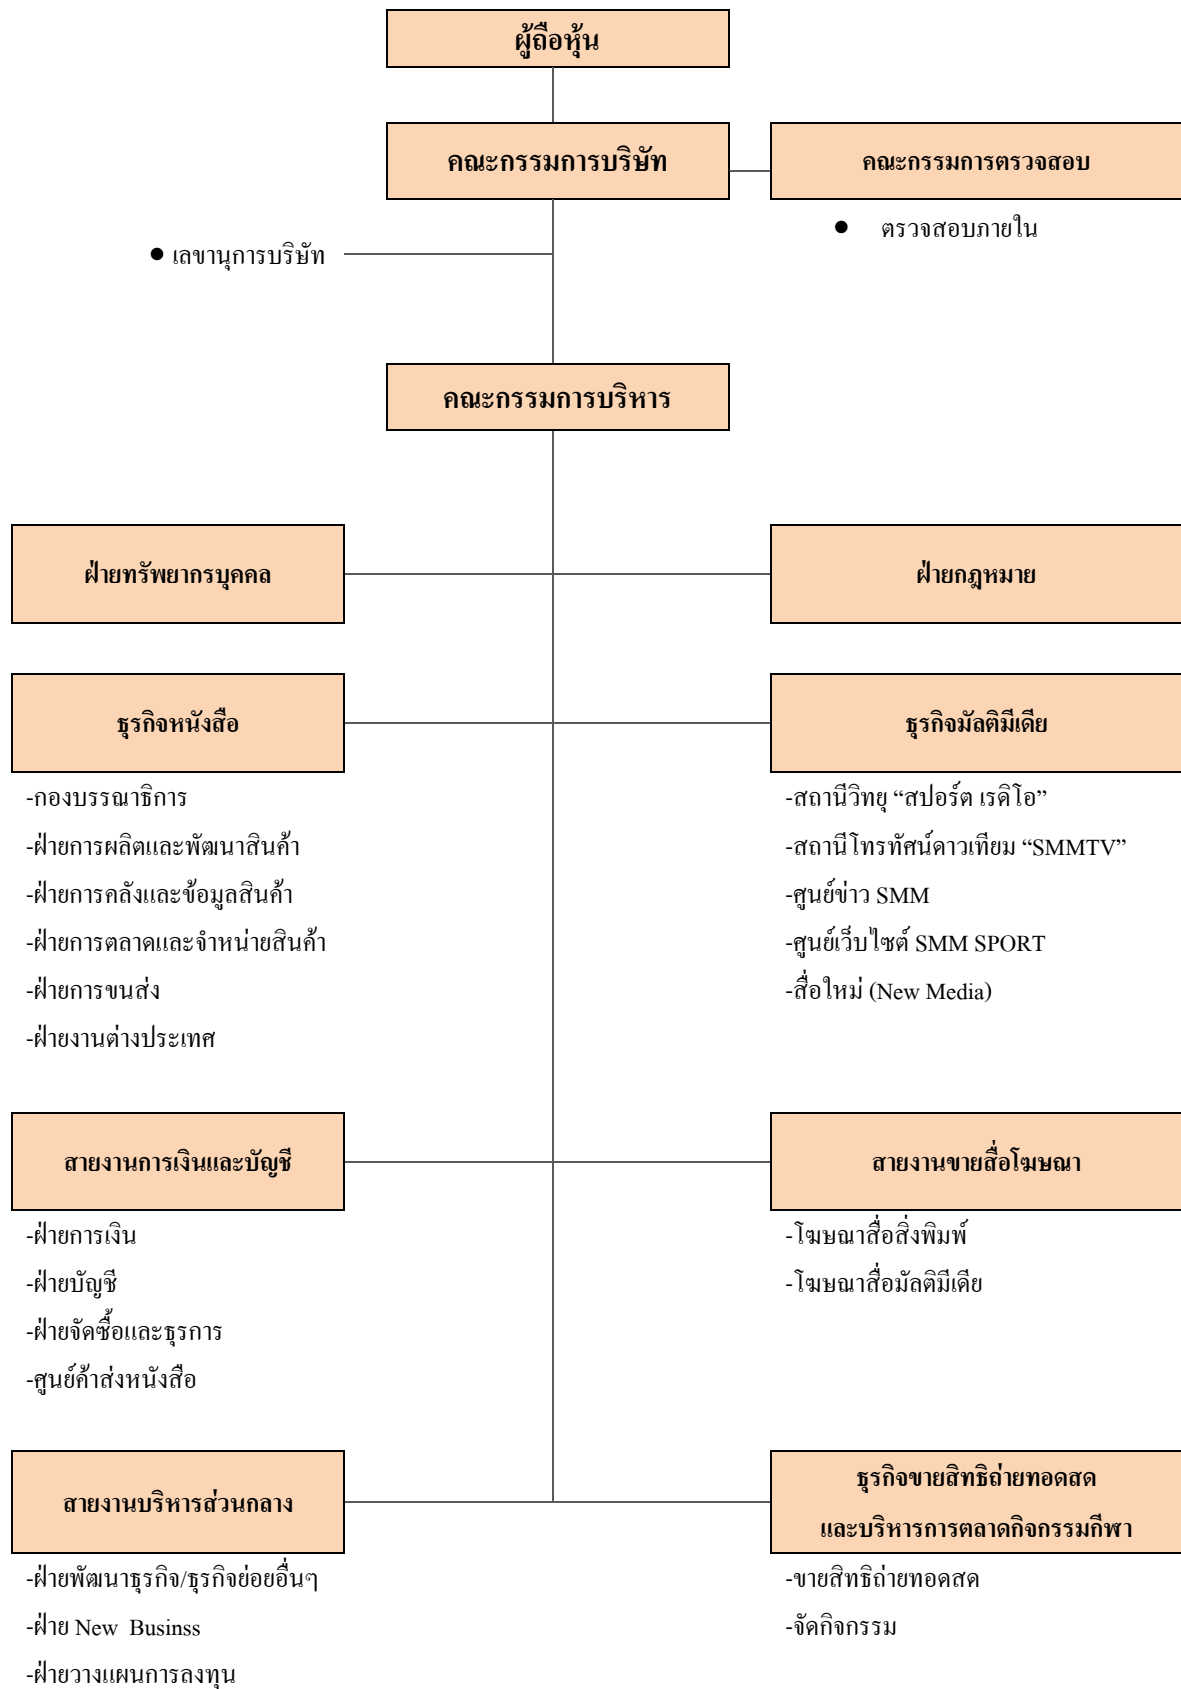 ผู้ถือหุ้น
คณะกรรมการบริษัท
คณะกรรมการตรวจสอบ
● ตรวจสอบภายใน
● เลขานุการบริษัท
คณะกรรมการบริหาร
ฝ่ายทรัพยากรบุคคล
ฝ่ายกฎหมาย
ธุรกิจหนังสือ
-กองบรรณาธิการ
-ฝ่ายการผลิตและพัฒนาสินค้า
-ฝ่ายการคลังและข้อมูลสินค้า
-ฝ่ายการตลาดและจำหน่ายสินค้า
-ฝ่ายการขนส่ง
-ฝ่ายงานต่างประเทศ
ธุรกิจมัลติมีเดีย
-สถานีวิทยุ “สปอร์ต เรดิโอ”
-สถานีโทรทัศน์ดาวเทียม “SMMTV”
-ศูนย์ข่าว SMM
-ศูนย์เว็บไซต์ SMM SPORT
-สื่อใหม่ (New Media)
สายงานการเงินและบัญชี
-ฝ่ายการเงิน
-ฝ่ายบัญชี
-ฝ่ายจัดซื้อและธุรการ
-ศูนย์ค้าส่งหนังสือ
สายงานขายสื่อโฆษณา
-โฆษณาสื่อสิ่งพิมพ์
-โฆษณาสื่อมัลติมีเดีย
สายงานบริหารส่วนกลาง
-ฝ่ายพัฒนาธุรกิจ/ธุรกิจย่อยอื่นๆ
-ฝ่าย New Businss
-ฝ่ายวางแผนการลงทุน
ธุรกิจขายสิทธิถ่ายทอดสด
และบริหารการตลาดกิจกรรมกีฬา
-ขายสิทธิถ่ายทอดสด
-จัดกิจกรรม